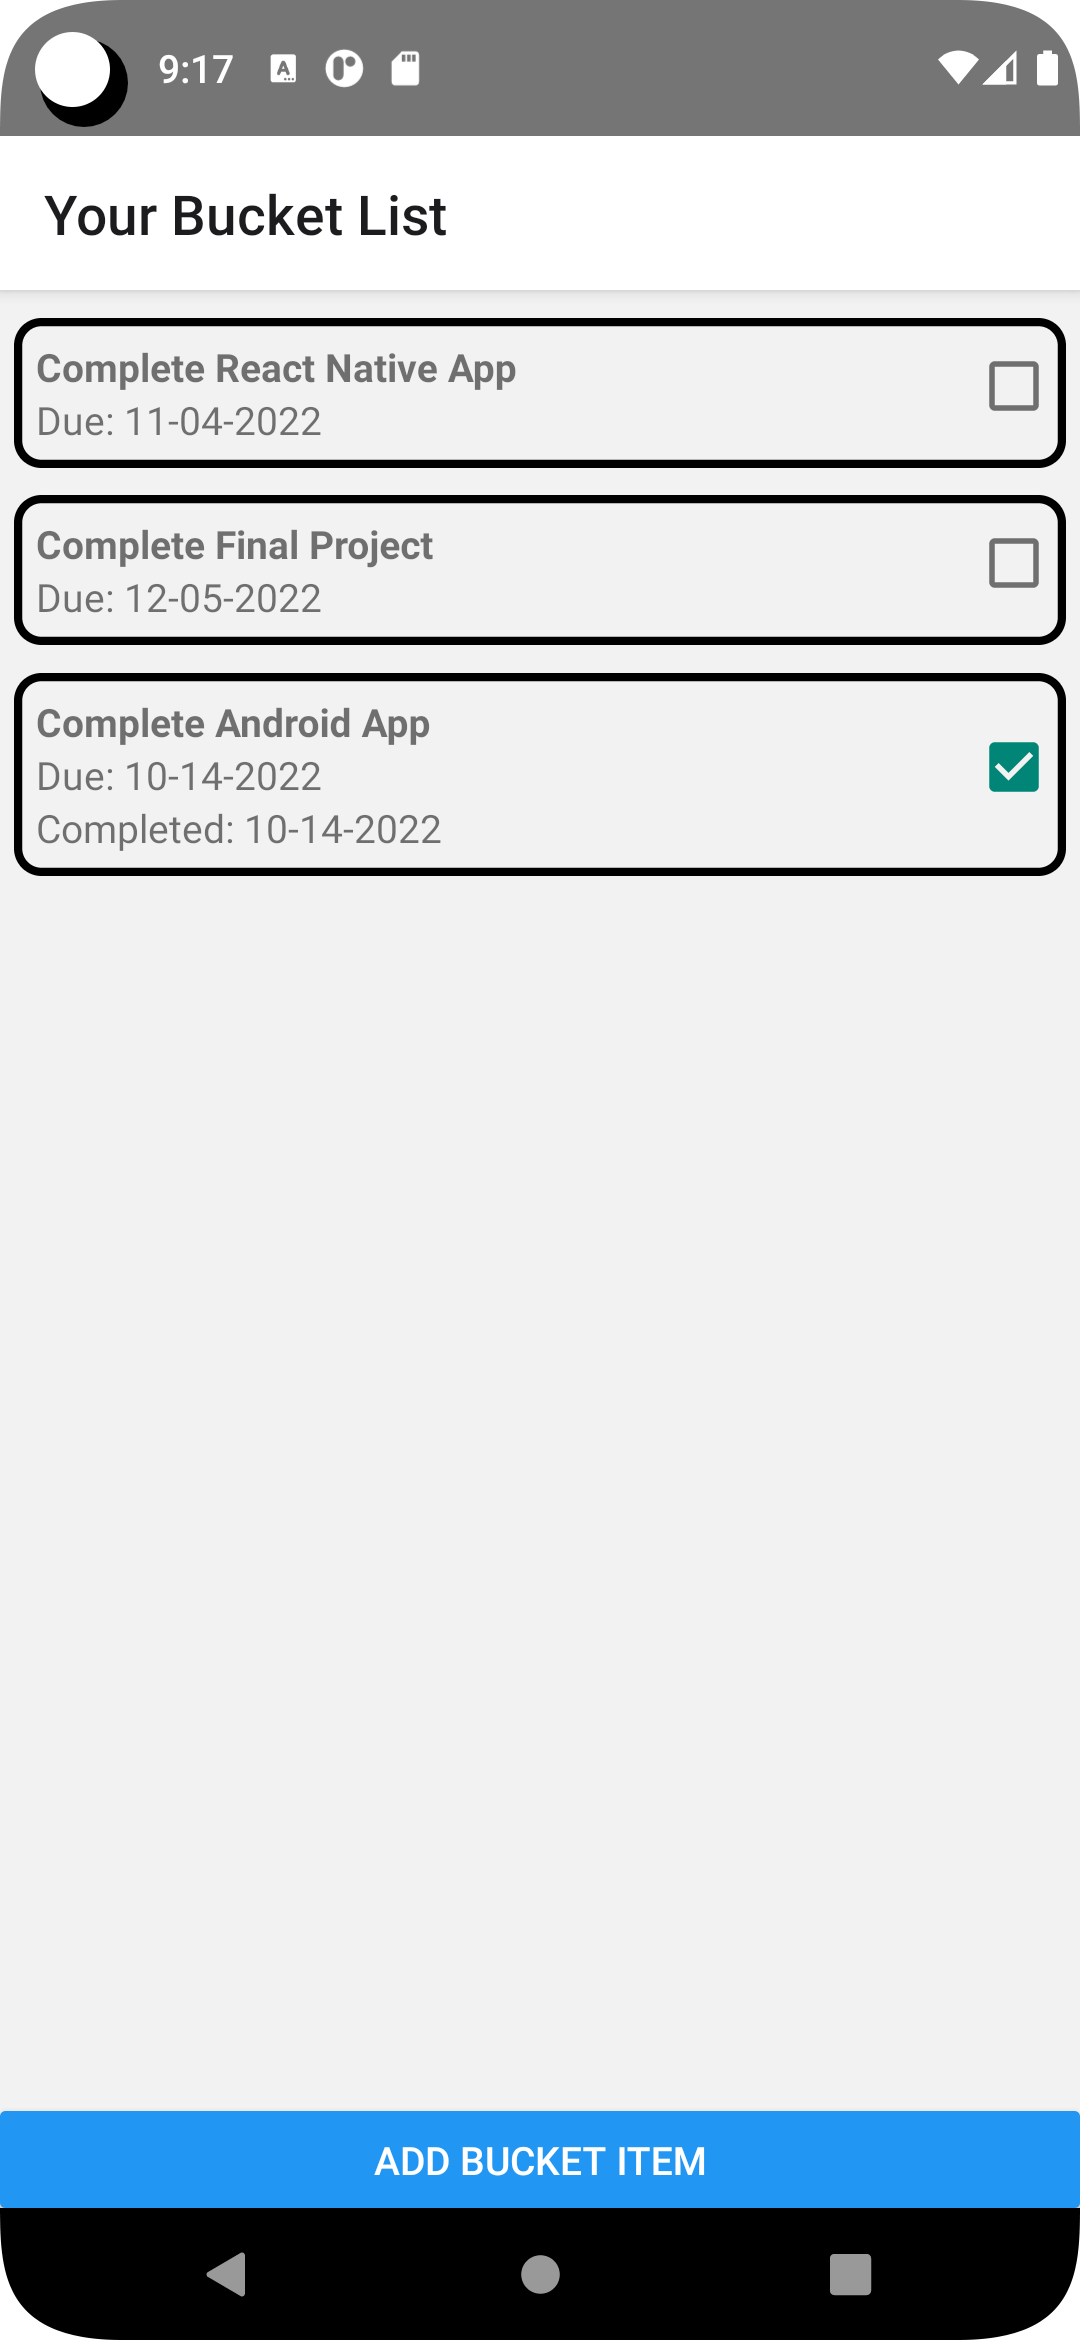 9:17
Your Bucket List
Complete React Native App
Due: 11-04-2022
Complete Final Project
Due: 12-05-2022
Complete Android App
Due: 10-14-2022
Completed: 10-14-2022
ADD BUCKET ITEM